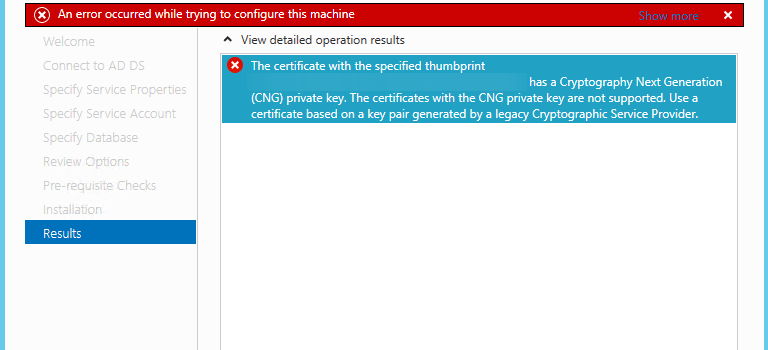 An error occurred while trying to configure this machine
Show more
Welcome
Connect to AD DS
Specify Service Properties
Specify Service Account
Specify Database
Review Options
Pre-requisite Checks
Installation
Results
View detailed operation results
The certificate with the specified thumbprint
has a Cryptography Next Generation
(CNG) private key. The certificates with the CNG private key are not supported. Use a
certificate based on a key pair generated by a legacy Cryptographic Service Provider.